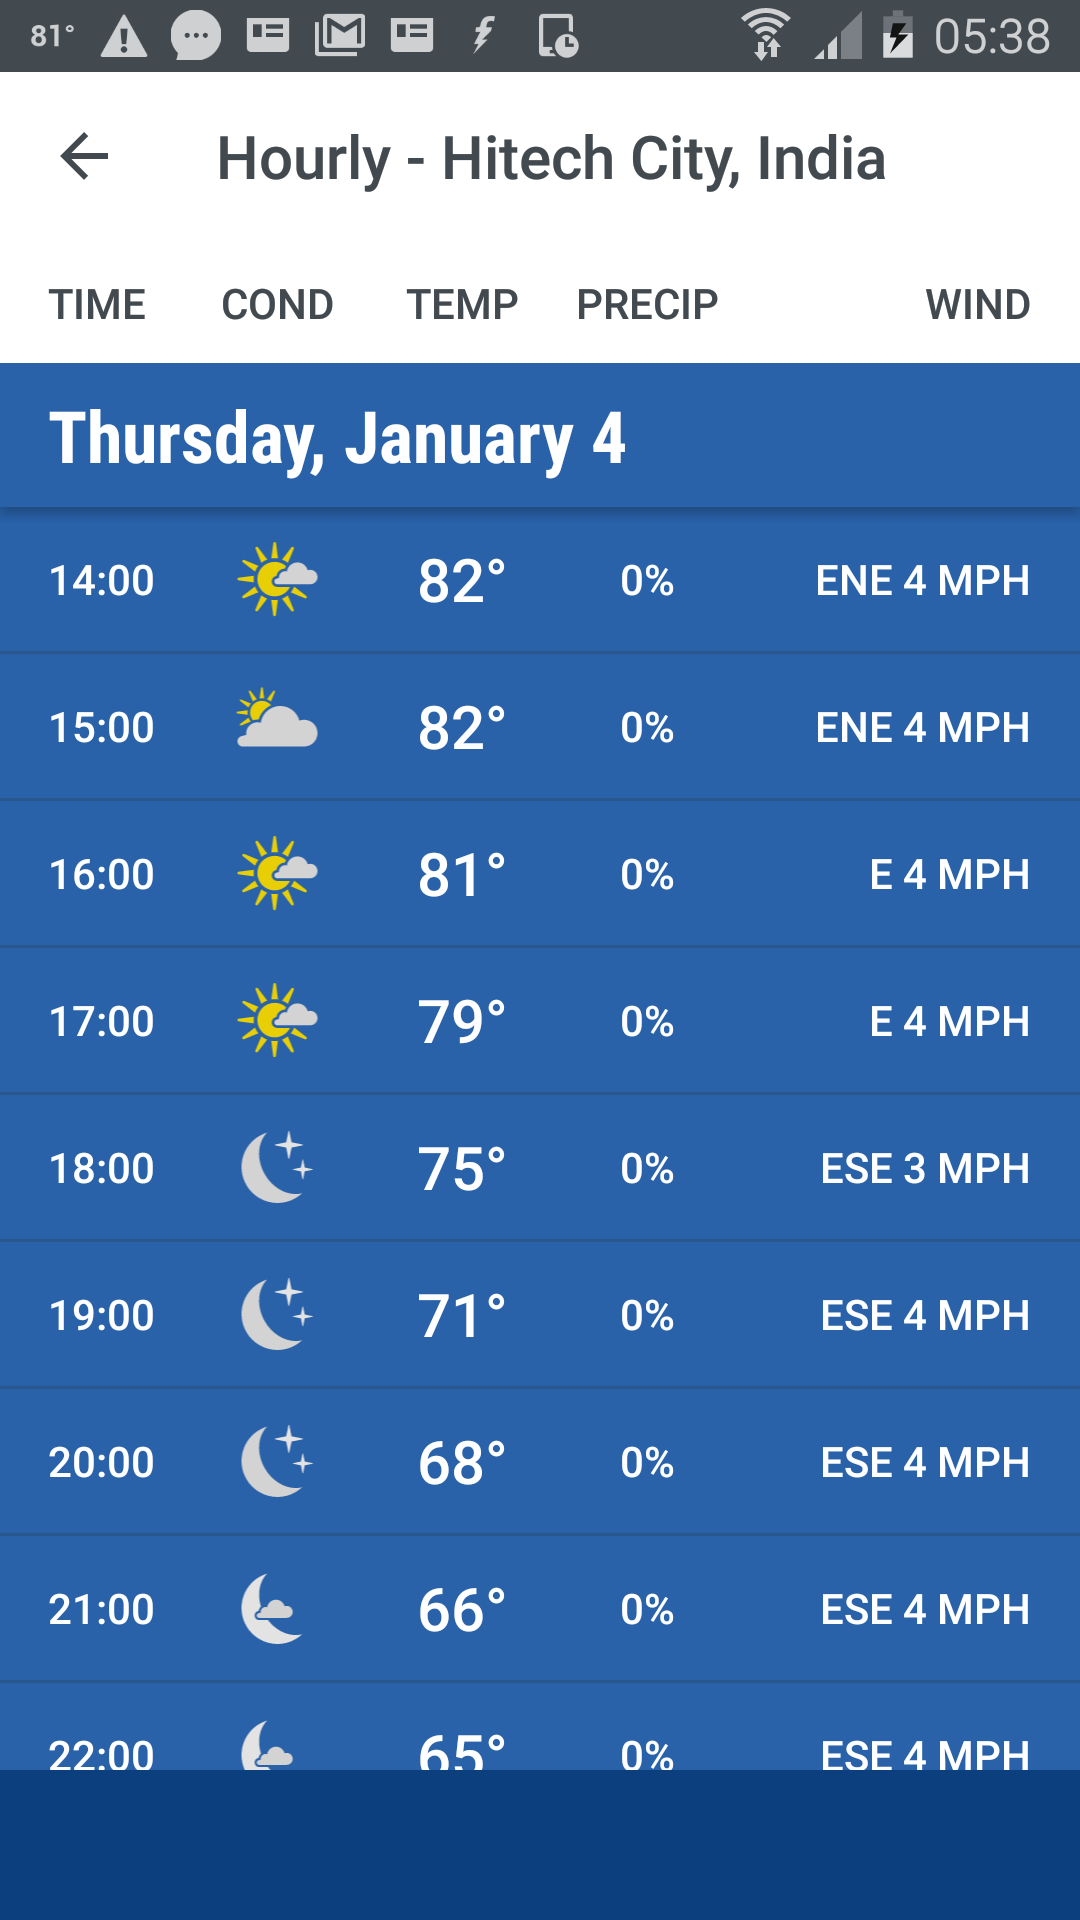 81° 05:38
Hourly - Hitech City, India
TIME COND TEMP PRECIP WIND
Thursday, January 4
14:00 82° 0% ENE 4 MPH
15:00 82° 0% ENE 4 MPH
16:00 81° 0% E 4 MPH
17:00 79° 0% E 4 MPH
18:00 75° 0% ESE 3 MPH
19:00 71° 0% ESE 4 MPH
20:00 68° 0% ESE 4 MPH
21:00 66° 0% ESE 4 MPH
22:00 65° 0% ESE 4 MPH